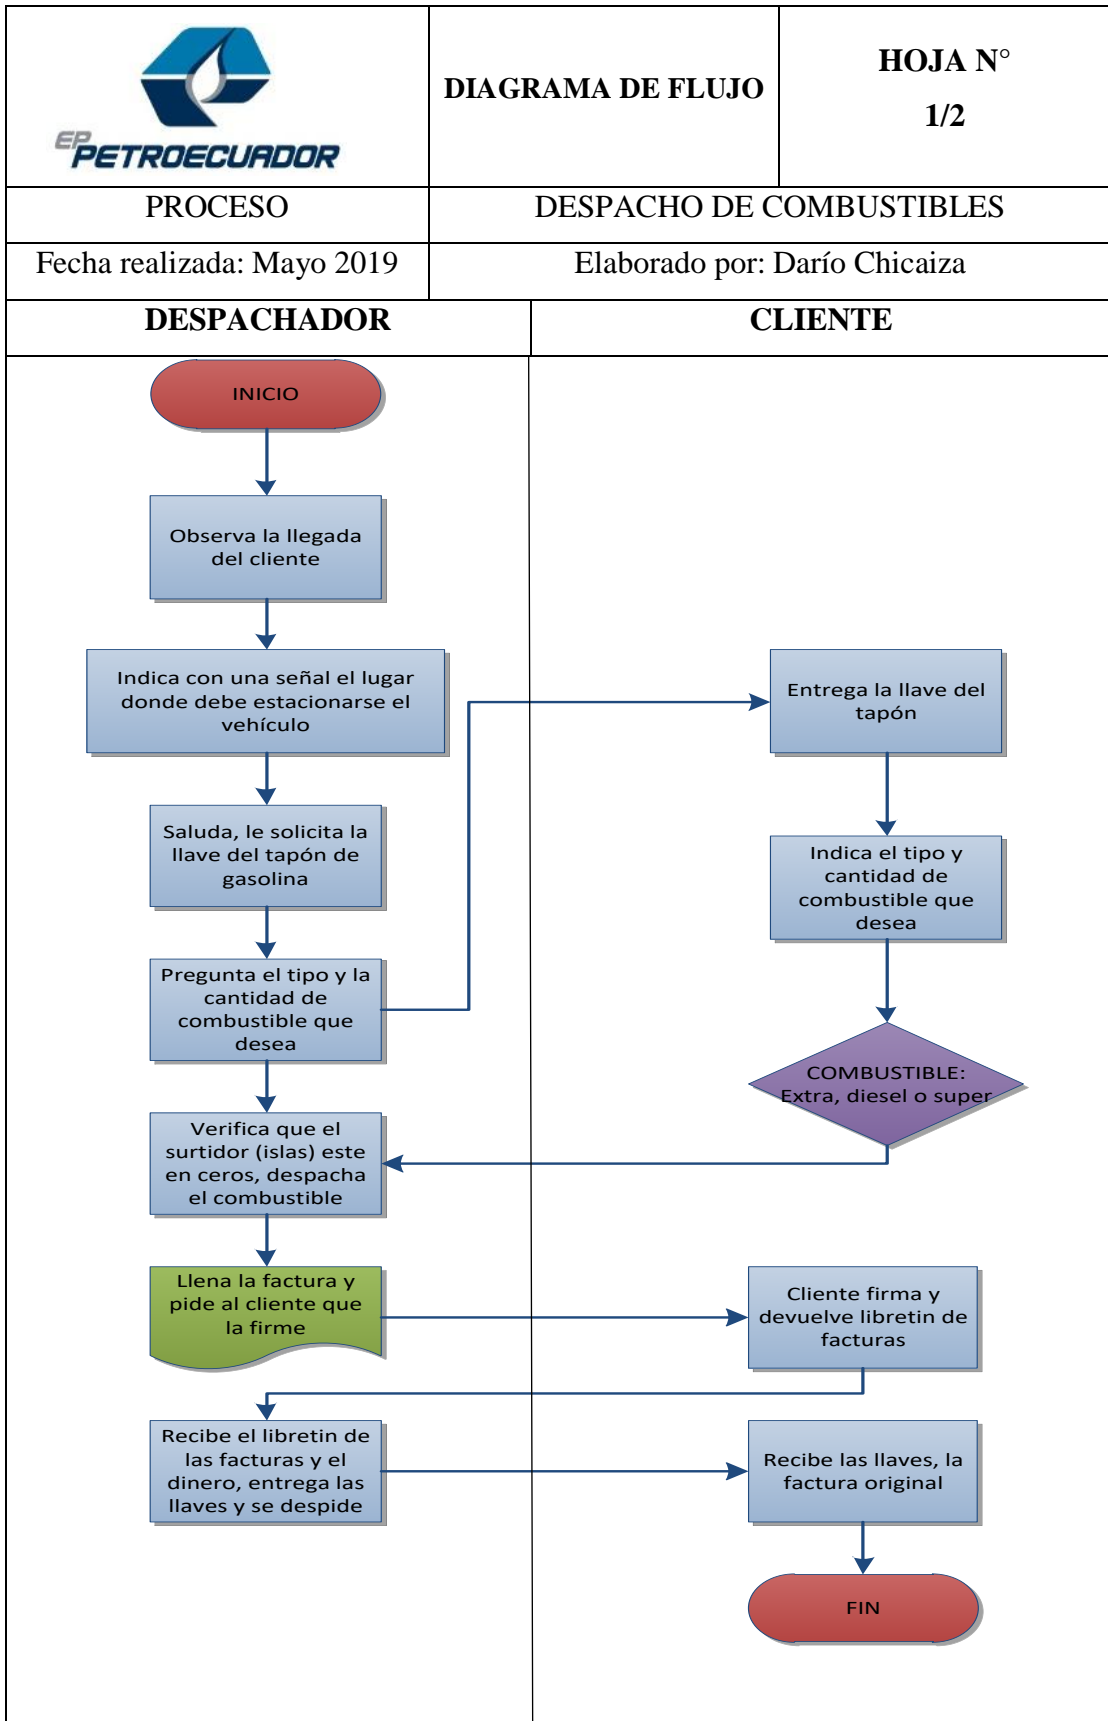 EP
PETROECUADOR
DIAGRAMA DE FLUJO
HOJA N°
1/2
PROCESO
DESPACHO DE COMBUSTIBLES
Fecha realizada: Mayo 2019
Elaborado por: Darío Chicaiza
DESPACHADOR
CLIENTE
INICIO
Observa la llegada
del cliente
Indica con una señal el lugar
donde debe estacionarse el
vehículo
Saluda, le solicita la
llave del tapón de
gasolina
Pregunta el tipo y la
cantidad de
combustible que
desea
Entrega la llave del
tapón
Indica el tipo y
cantidad de
combustible que
desea
COMBUSTIBLE:
Extra, diesel o super
Verifica que el
surtidor (islas) este
en ceros, despacha
el combustible
Llena la factura y
pide al cliente que
la firme
Cliente firma y
devuelve libretin de
facturas
Recibe el libretin de
las facturas y el
dinero, entrega las
llaves y se despide
Recibe las llaves, la
factura original
FIN